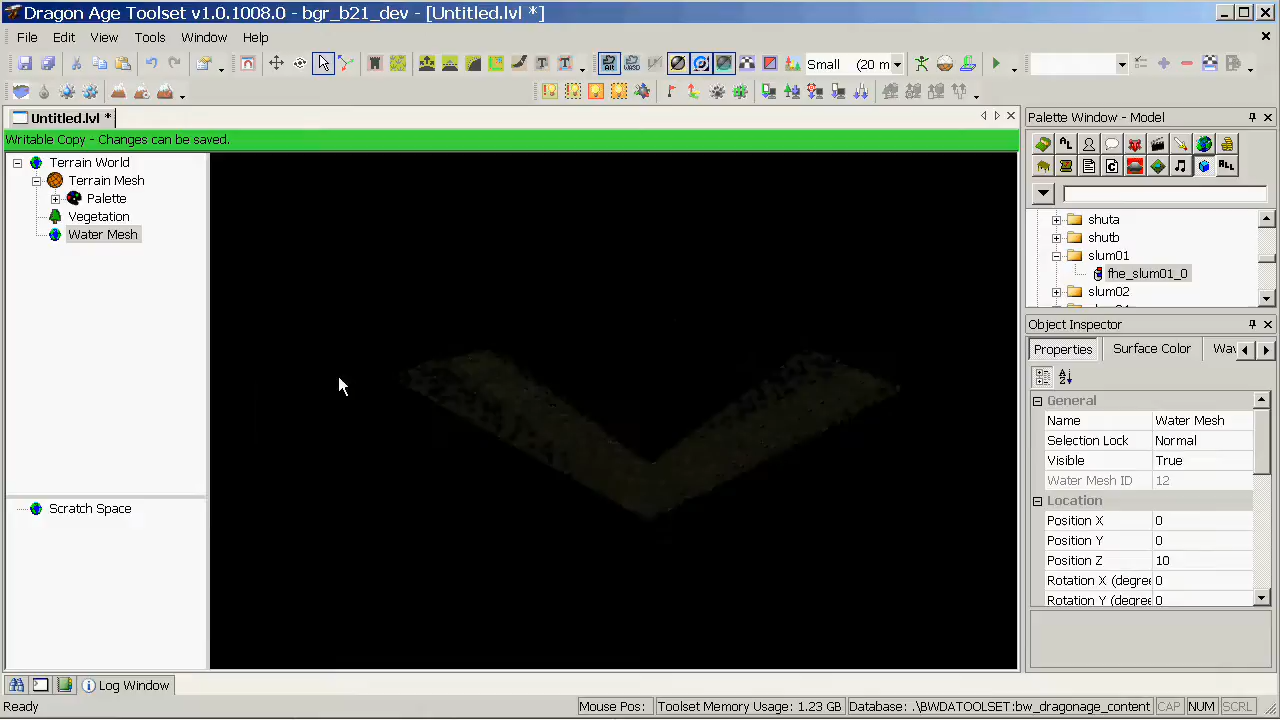 Dragon Age Toolset v1.0.1008.0 - bgr_b21_dev - [Untitled.lvl *]
File Edit View Tools Window Help
Small (20 m
Untitled.lvl *
Writable Copy - Changes can be saved.
Terrain World
Terrain Mesh
Palette
Vegetation
Water Mesh
Scratch Space
Palette Window - Model
ALL
shuta
shutb
slum01
fhe_slum01_0
slum02
Object Inspector
Properties Surface Color Wav
General
Name Water Mesh
Selection Lock Normal
Visible True
Water Mesh ID 12
Location
Position X 0
Position Y 0
Position Z 10
Rotation X (degree 0
Rotation Y (degree 0
Log Window
Ready Mouse Pos: Toolset Memory Usage: 1.23 GB Database: .\BWDATOOLSET:bw_dragonage_content CAP NUM SCRL